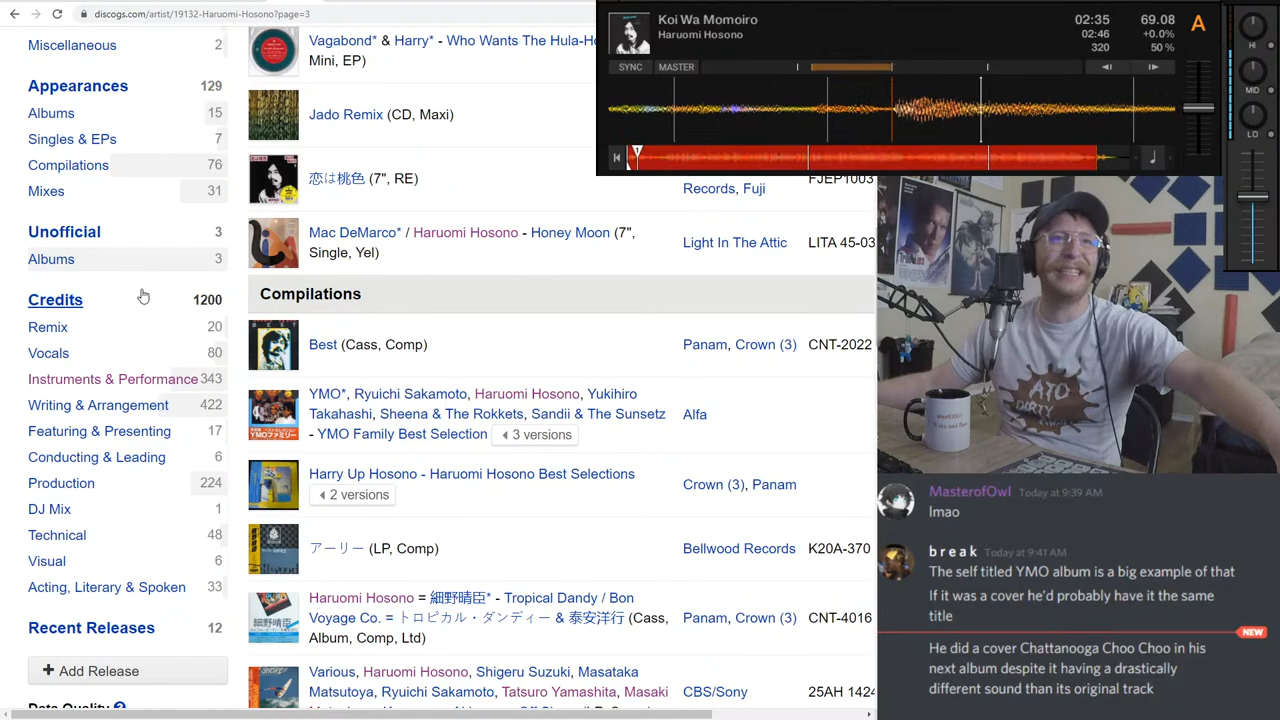 discogs.com/artist/19132-Haruomi-Hosono?page=3
Miscellaneous 2
Appearances 129
Albums 15
Singles & EPs 7
Compilations 76
Mixes 31
Unofficial 3
Albums 3
Credits 1200
Remix 20
Vocals 80
Instruments & Performance 343
Writing & Arrangement 422
Featuring & Presenting 17
Conducting & Leading 6
Production 224
DJ Mix 1
Technical 48
Visual 6
Acting, Literary & Spoken 33
Recent Releases 12
+ Add Release
Vagabond* & Harry* - Who Wants The Hula-Ho
Mini, EP)
Jado Remix (CD, Maxi)
恋は桃色 (7", RE)
Records, Fuji
FJEP1003
Mac DeMarco* / Haruomi Hosono - Honey Moon (7",
Single, Yel)
Light In The Attic
LITA 45-03
Compilations
Best (Cass, Comp)
Panam, Crown (3)
CNT-2022
YMO*, Ryuichi Sakamoto, Haruomi Hosono, Yukihiro
Takahashi, Sheena & The Rokkets, Sandii & The Sunsetz
- YMO Family Best Selection
3 versions
Alfa
Harry Up Hosono - Haruomi Hosono Best Selections
2 versions
Crown (3), Panam
アーリー (LP, Comp)
Bellwood Records
K20A-370
Haruomi Hosono = 細野晴臣* - Tropical Dandy / Bon
Voyage Co. = トロピカル・ダンディー & 泰安洋行 (Cass,
Album, Comp, Ltd)
Panam, Crown (3)
CNT-4016
Various, Haruomi Hosono, Shigeru Suzuki, Masataka
Matsutoya, Ryuichi Sakamoto, Tatsuro Yamashita, Masaki
CBS/Sony
25AH 1424
Koi Wa Momoiro
Haruomi Hosono
02:35
02:46
320
69.08
+0.0%
50 %
A
SYNC
MASTER
HI
MID
LO
MasterofOwl Today at 9:39 AM
lmao
break Today at 9:41 AM
The self titled YMO album is a big example of that
If it was a cover he'd probably have it the same
title
NEW
He did a cover Chattanooga Choo Choo in his
next album despite it having a drastically
different sound than its original track